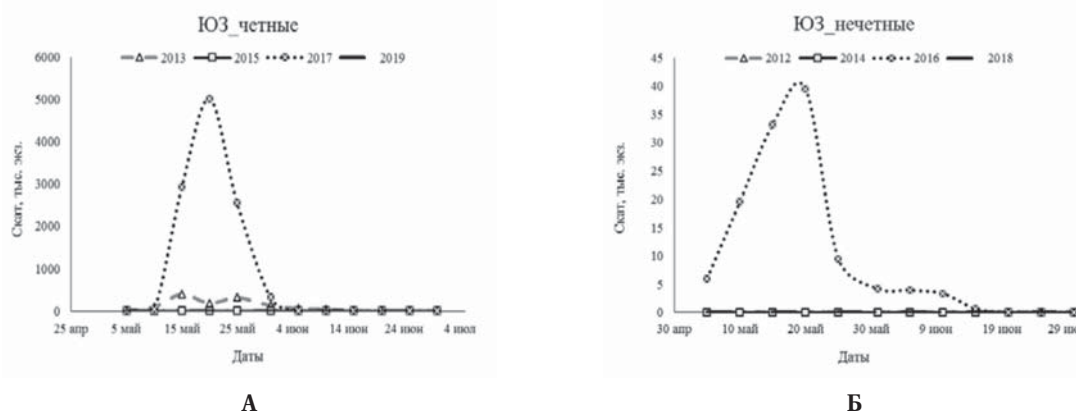 ЮЗ_четные
2013 2015 2017 2019
6000
5000
4000
3000
2000
1000
0
Скат, тыс. экз.
25 апр 5 май 15 май 25 май 4 июн 14 июн 24 июн 4 июл
Даты
А
ЮЗ_нечетные
2012 2014 2016 2018
45
40
35
30
25
20
15
10
5
0
Скат, тыс. экз.
30 апр 10 май 20 май 30 май 9 июн 19 июн 29 июн
Даты
Б